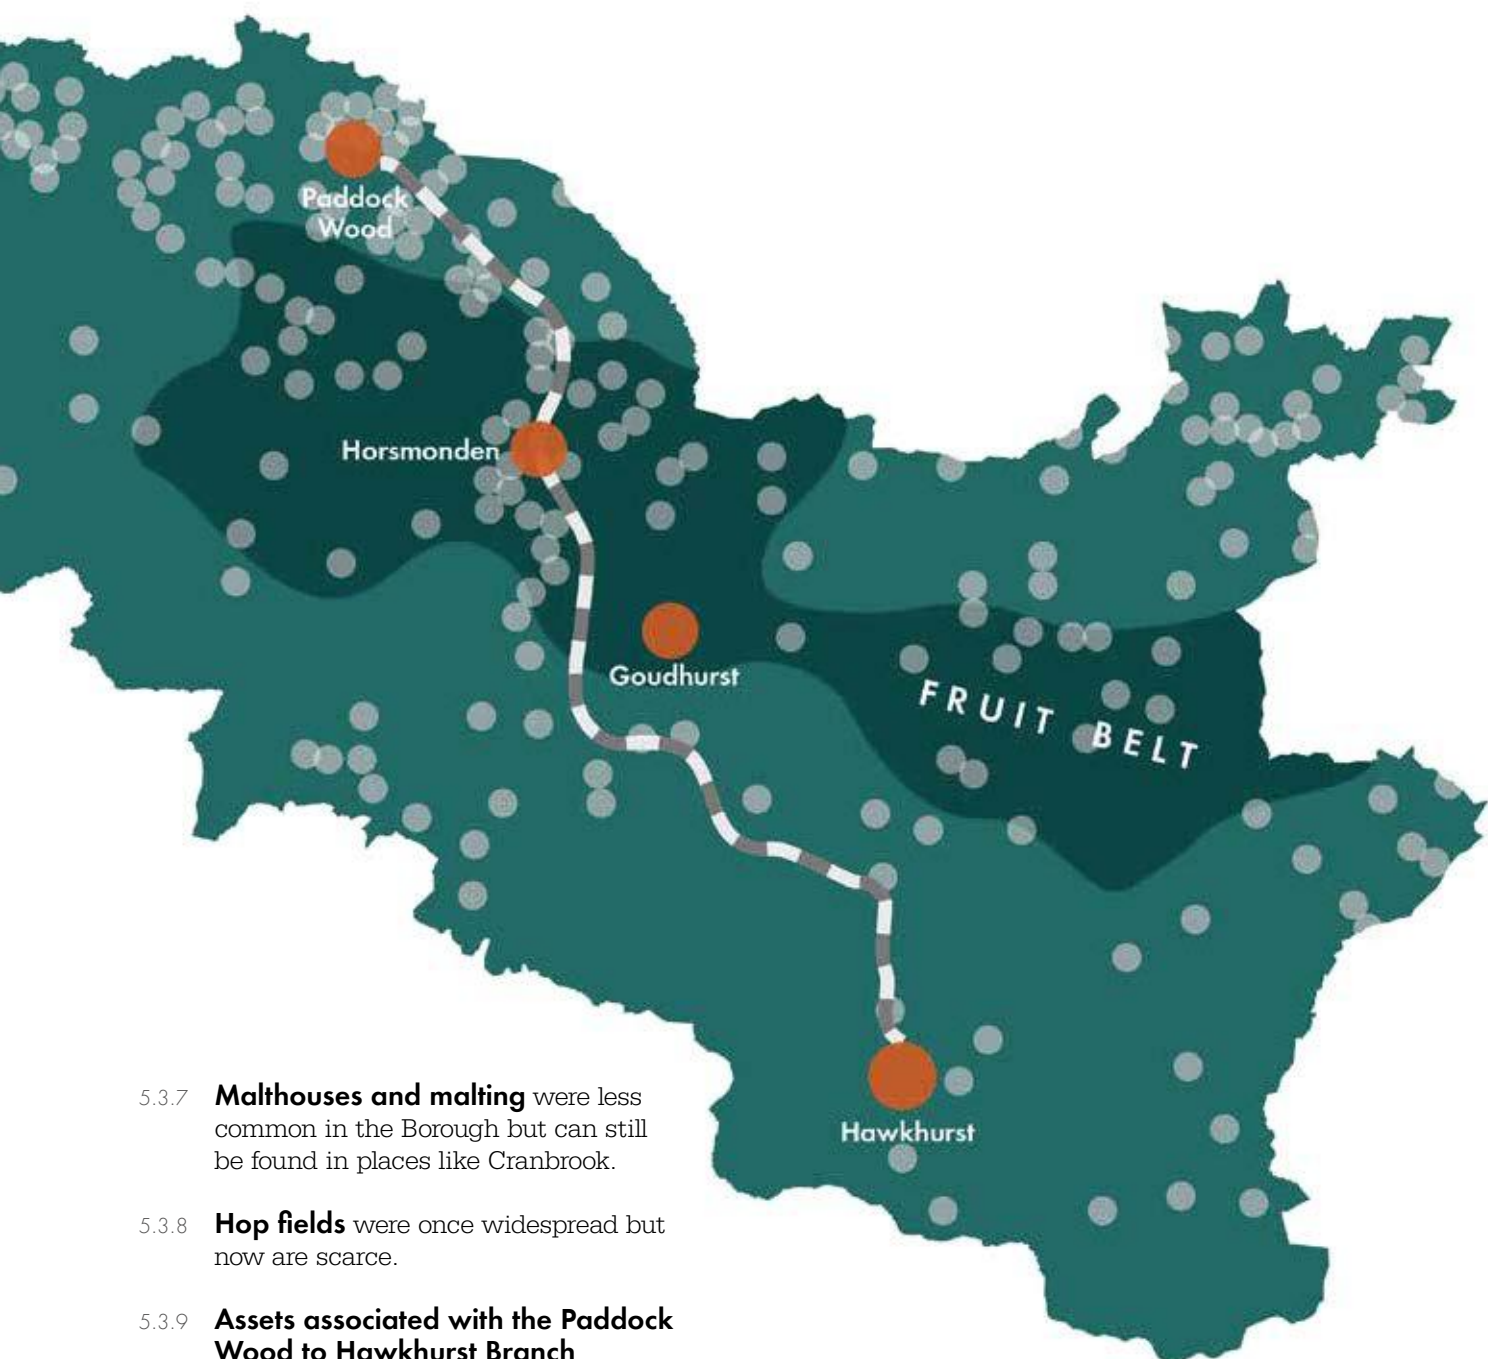 Paddock
Wood
Horsmonden
Goudhurst
FRUIT BELT
Hawkhurst
5.3.7 Malthouses and malting were less
common in the Borough but can still
be found in places like Cranbrook.
5.3.8 Hop fields were once widespread but
now are scarce.
5.3.9 Assets associated with the Paddock
Wood to Hawkhurst Branch